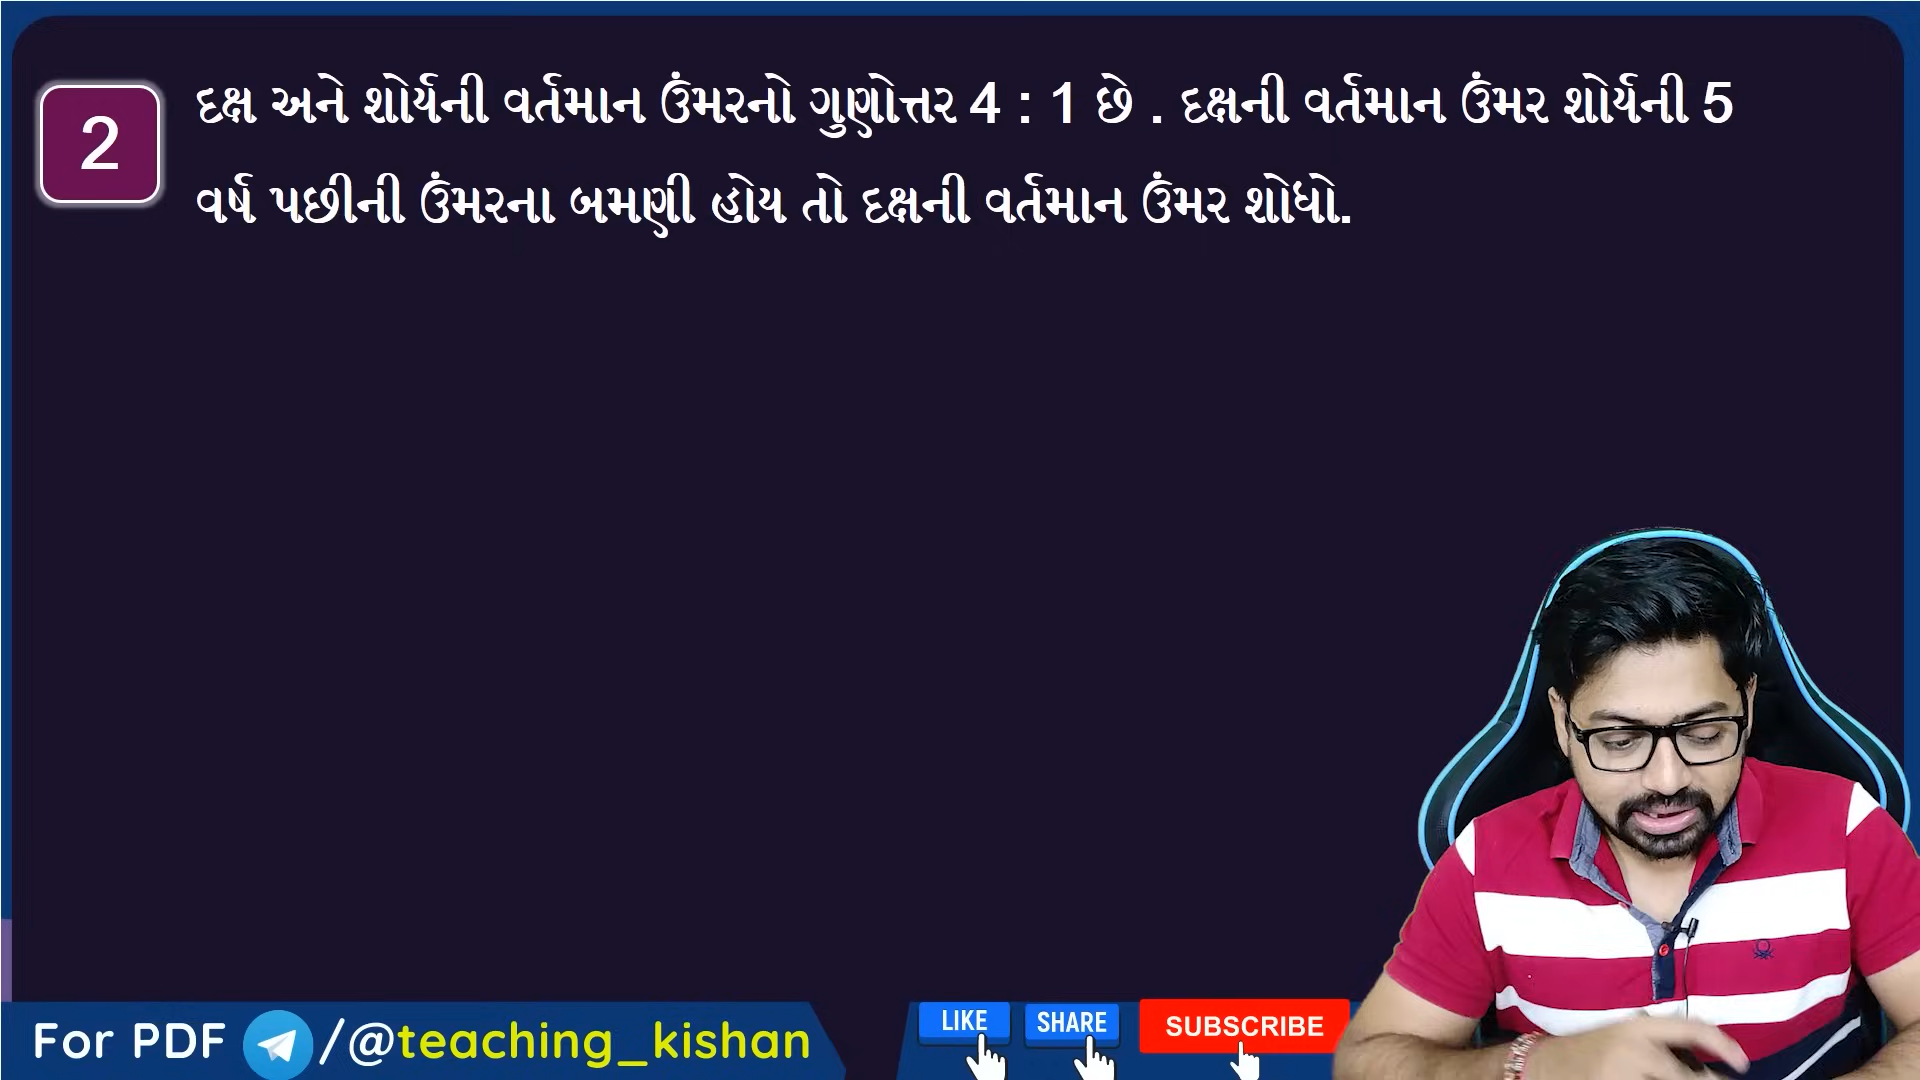 2
દક્ષ અને શોર્યની વર્તમાન ઉંમરનો ગુણોત્તર 4 : 1 છે . દક્ષની વર્તમાન ઉંમર શોર્યની 5
વર્ષ પછીની ઉંમરના બમણી હોય તો દક્ષની વર્તમાન ઉંમર શોધો.
For PDF /@teaching_kishan
LIKE
SHARE
SUBSCRIBE